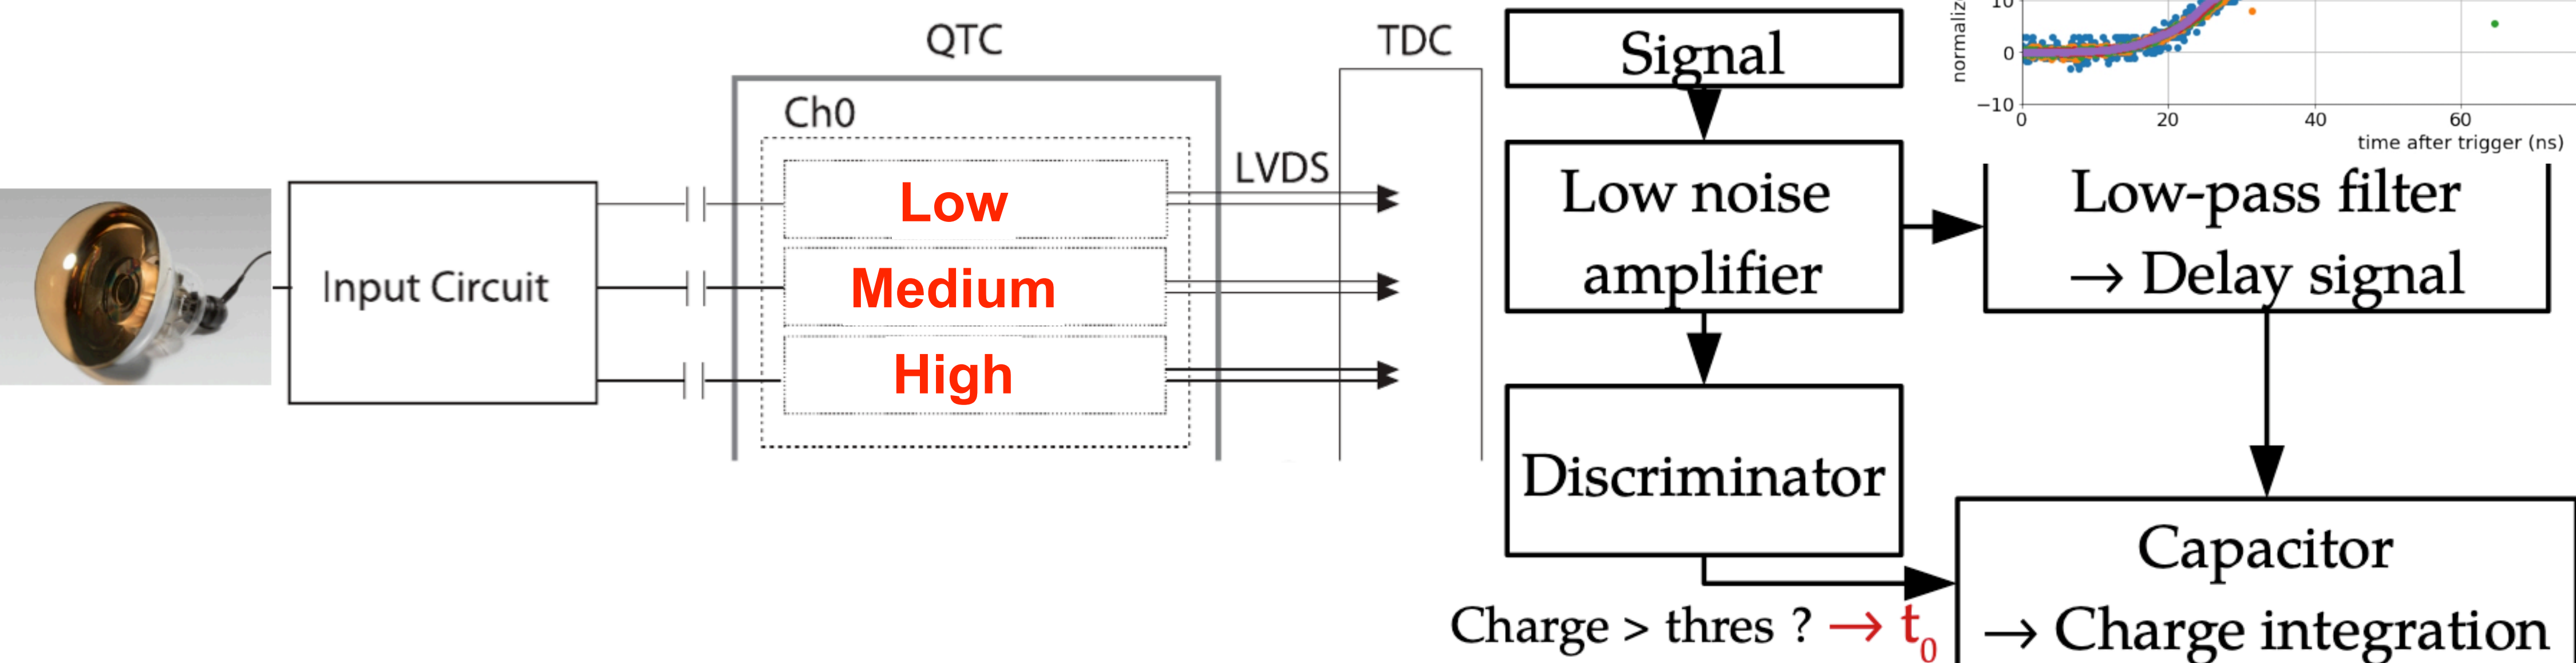 QTC
TDC
Ch0
LVDS
Low
Medium
High
Input Circuit
Signal
Low noise
amplifier
Discriminator
Charge > thres ? → t₀
10
0
−10
0
20
40
60
time after trigger (ns)
Low-pass filter
→ Delay signal
Capacitor
→ Charge integration